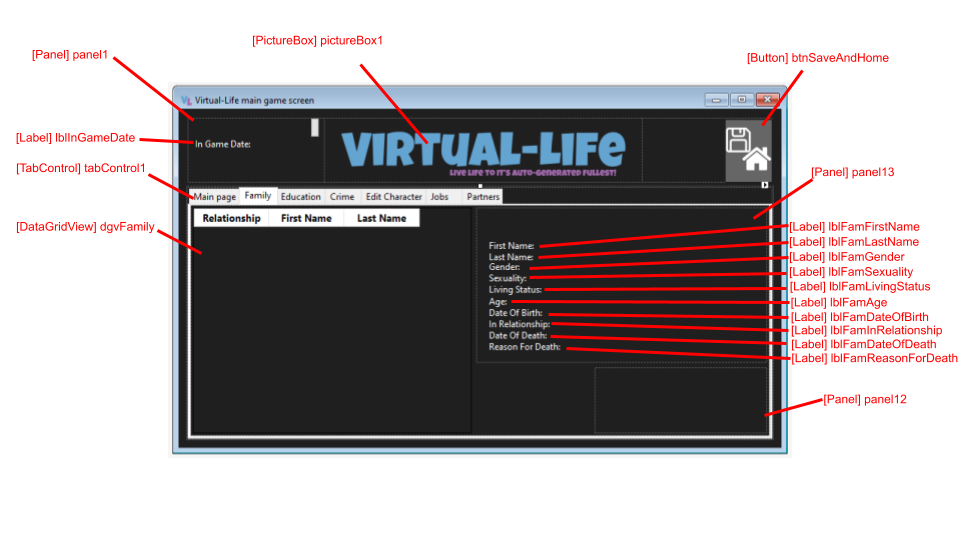 [PictureBox] pictureBox1
[Panel] panel1
[Button] btnSaveAndHome
VL Virtual-Life main game screen
[Label] lblInGameDate
In Game Date:
VIRTUAL-LIFE
LIVE LIFE TO IT'S AUTO-GENERATED FULLEST!
[TabControl] tabControl1
[Panel] panel13
Main page Family Education Crime Edit Character Jobs Partners
[DataGridView] dgvFamily
Relationship First Name Last Name
First Name: [Label] lblFamFirstName
Last Name: [Label] lblFamLastName
Gender: [Label] lblFamGender
Sexuality: [Label] lblFamSexuality
Living Status: [Label] lblFamLivingStatus
Age: [Label] lblFamAge
Date Of Birth: [Label] lblFamDateOfBirth
In Relationship: [Label] lblFamInRelationship
Date Of Death: [Label] lblFamDateOfDeath
Reason For Death: [Label] lblFamReasonForDeath
[Panel] panel12